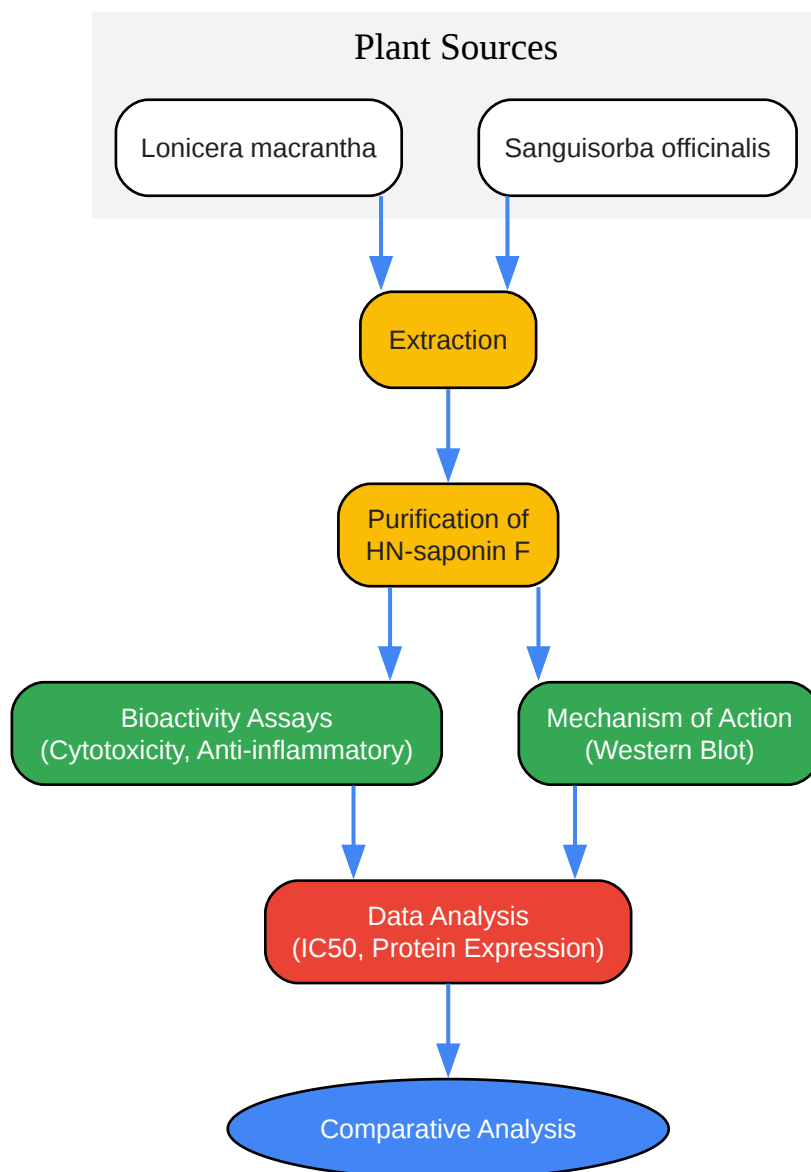 Plant Sources
Lonicera macrantha
Sanguisorba officinalis
Extraction
Purification of
HN-saponin F
Bioactivity Assays
(Cytotoxicity, Anti-inflammatory)
Mechanism of Action
(Western Blot)
Data Analysis
(IC50, Protein Expression)
Comparative Analysis